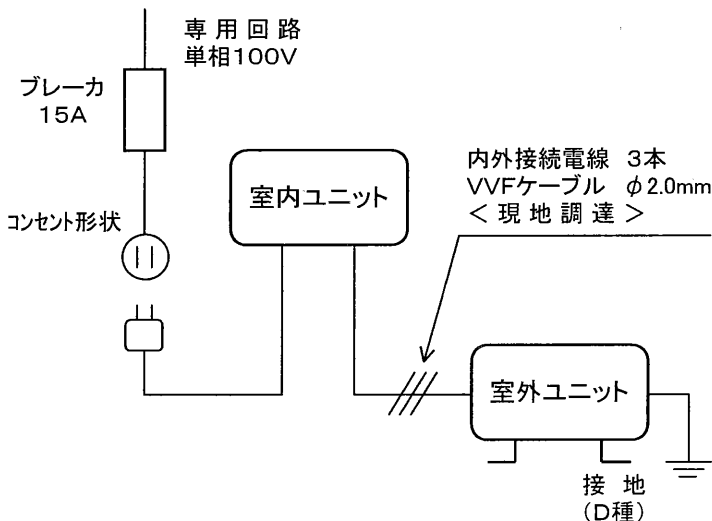 専用回路
単相100V
ブレーカ
15A
コンセント形状
室内ユニット
内外接続電線 3本
VVFケーブル φ2.0mm
＜現地調達＞
室外ユニット
接地
(D種)